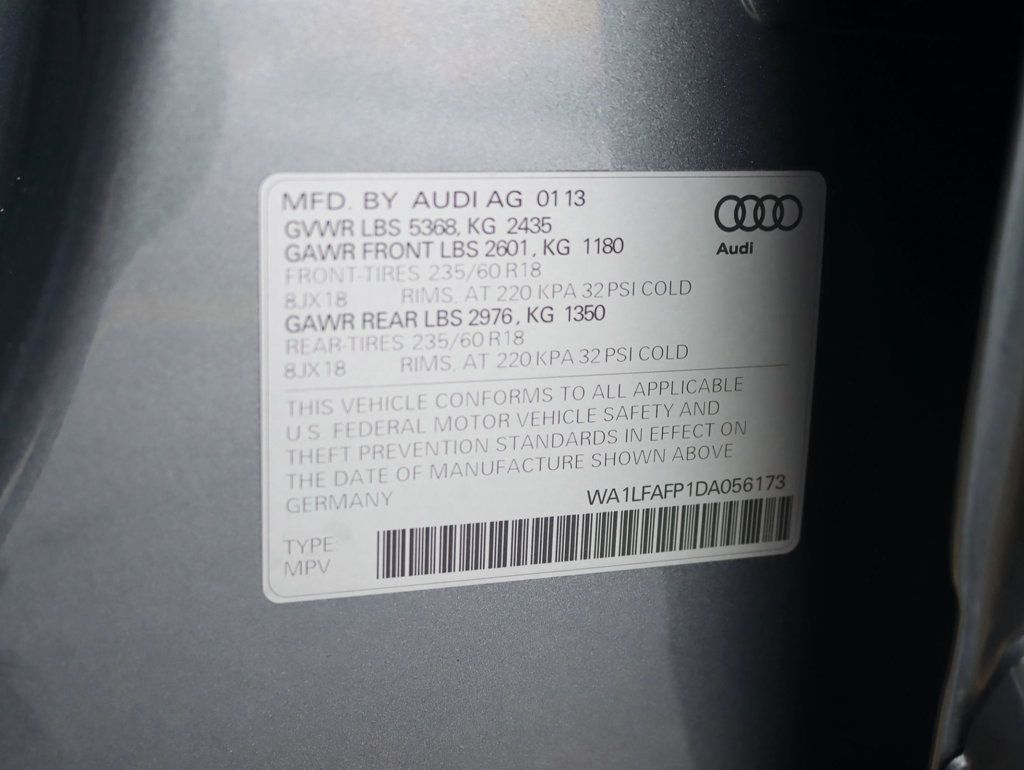 MFD. BY AUDI AG 0113
GVWR LBS 5368, KG 2435
GAWR FRONT LBS 2601, KG 1180
FRONT-TIRES 235/60 R18
8JX18 RIMS, AT 220 KPA 32 PSI COLD
GAWR REAR LBS 2976, KG 1350
REAR-TIRES 235/60 R18
8JX18 RIMS, AT 220 KPA 32 PSI COLD
Audi
THIS VEHICLE CONFORMS TO ALL APPLICABLE
U.S. FEDERAL MOTOR VEHICLE SAFETY AND
THEFT PREVENTION STANDARDS IN EFFECT ON
THE DATE OF MANUFACTURE SHOWN ABOVE
GERMANY WA1LFAFP1DA056173
TYPE:
MPV